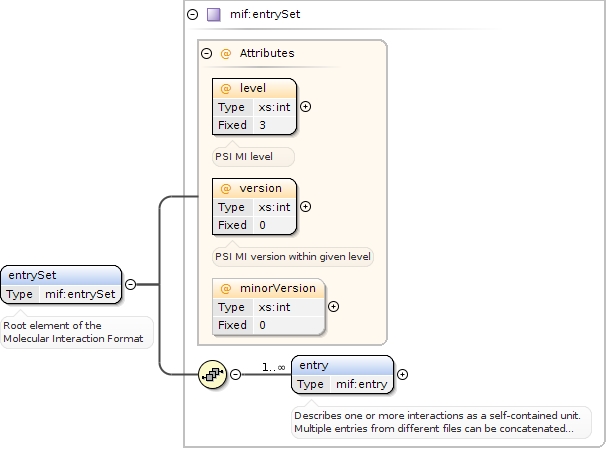 mif:entrySet
@ Attributes
@ level
Type xs:int
Fixed 3
PSI MI level
@ version
Type xs:int
Fixed 0
PSI MI version within given level
@ minorVersion
Type xs:int
Fixed 0
entrySet
Type mif:entrySet
Root element of the
Molecular Interaction Format
1..∞
entry
Type mif:entry
Describes one or more interactions as a self-contained unit.
Multiple entries from different files can be concatenated...